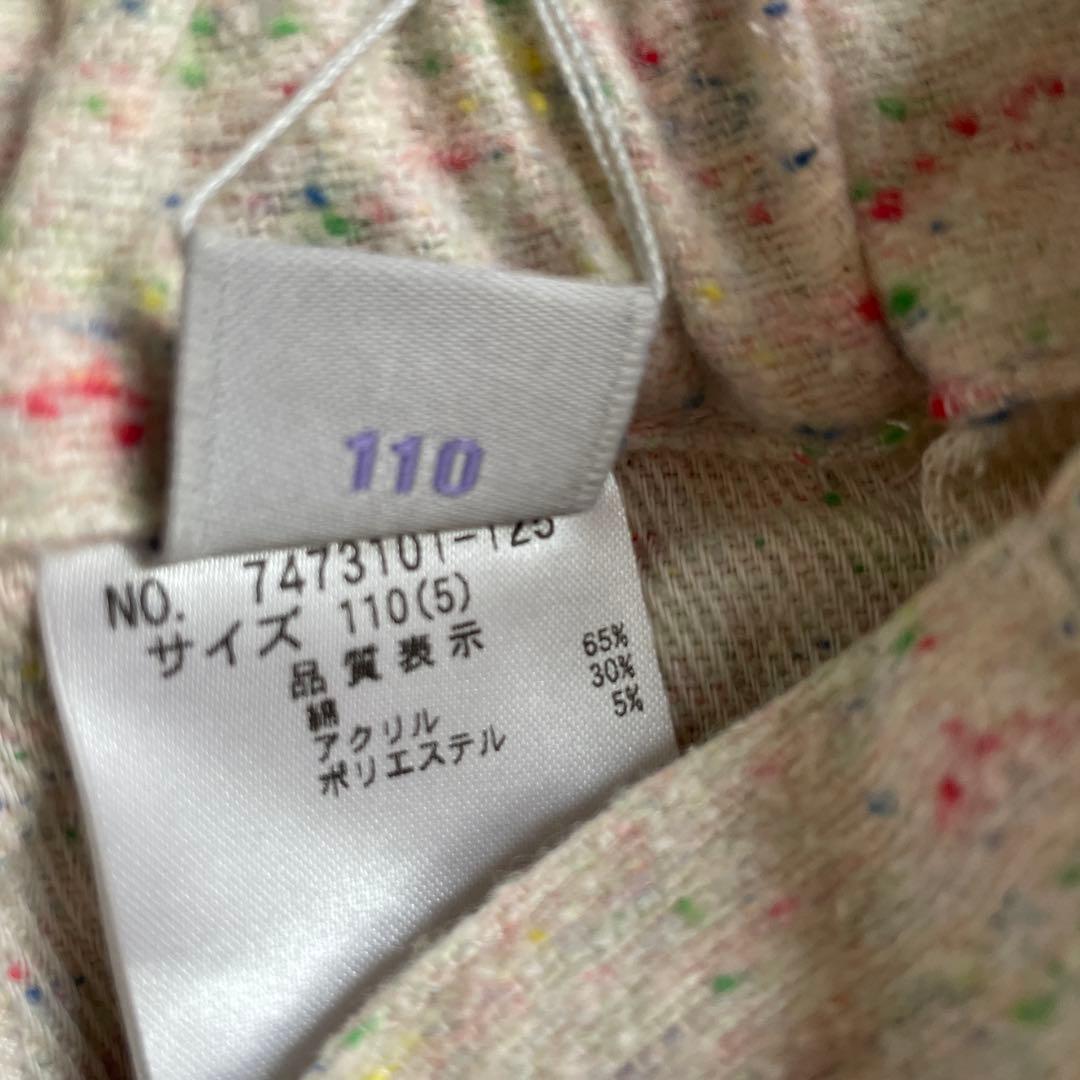 110
NO. 7473101-125
サイズ 110(5)
品質表示
綿 65%
アクリル 30%
ポリエステル 5%